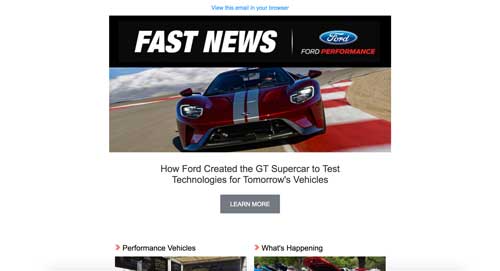 View this email in your browser
FAST NEWS
Ford
FORD PERFORMANCE
How Ford Created the GT Supercar to Test
Technologies for Tomorrow's Vehicles
LEARN MORE
Performance Vehicles
What's Happening